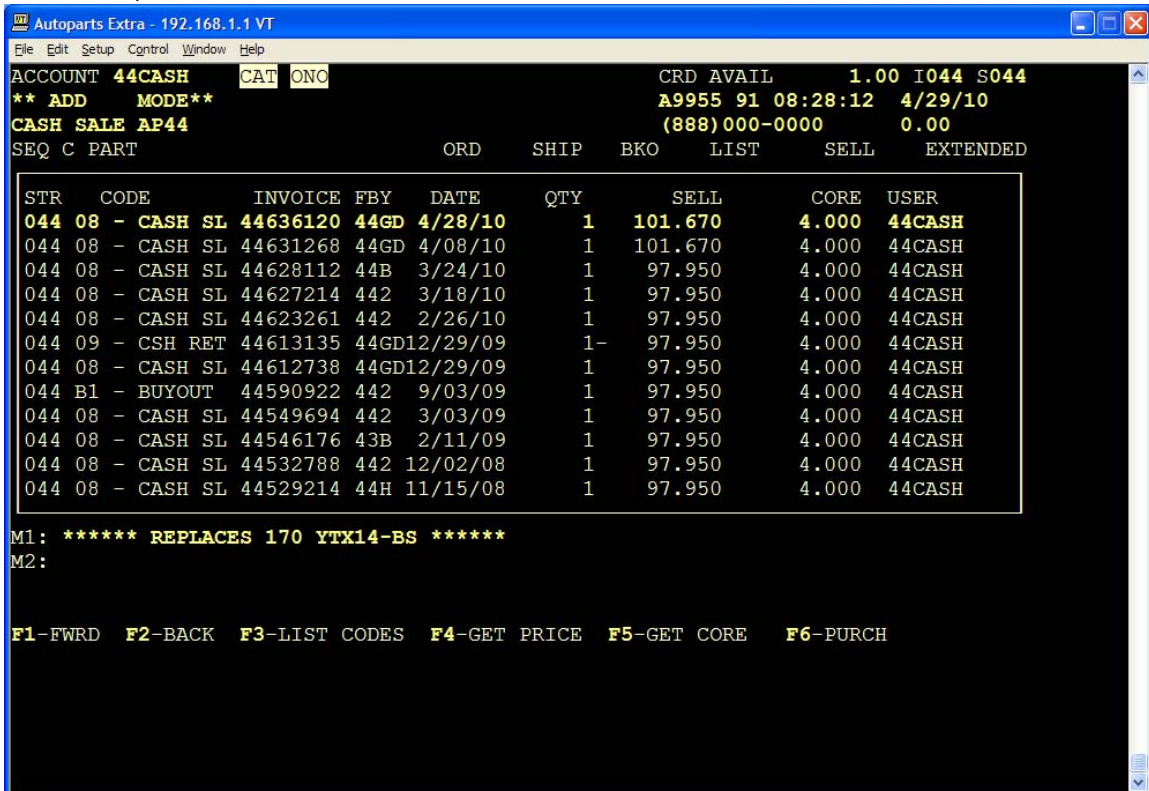 Autoparts Extra - 192.168.1.1 VT
File Edit Setup Control Window Help
ACCOUNT 44CASH CAT ONO CRD AVAIL 1.00 I044 S044
** ADD MODE** A9955 91 08:28:12 4/29/10
CASH SALE AP44 (888)000-0000 0.00
SEQ C PART ORD SHIP BKO LIST SELL EXTENDED
STR CODE INVOICE FBY DATE QTY SELL CORE USER
044 08 - CASH SL 44636120 44GD 4/28/10 1 101.670 4.000 44CASH
044 08 - CASH SL 44631268 44GD 4/08/10 1 101.670 4.000 44CASH
044 08 - CASH SL 44628112 44B 3/24/10 1 97.950 4.000 44CASH
044 08 - CASH SL 44627214 442 3/18/10 1 97.950 4.000 44CASH
044 08 - CASH SL 44623261 442 2/26/10 1 97.950 4.000 44CASH
044 09 - CSH RET 44613135 44GD12/29/09 1- 97.950 4.000 44CASH
044 08 - CASH SL 44612738 44GD12/29/09 1 97.950 4.000 44CASH
044 B1 - BUYOUT 44590922 442 9/03/09 1 97.950 4.000 44CASH
044 08 - CASH SL 44549694 442 3/03/09 1 97.950 4.000 44CASH
044 08 - CASH SL 44546176 43B 2/11/09 1 97.950 4.000 44CASH
044 08 - CASH SL 44532788 442 12/02/08 1 97.950 4.000 44CASH
044 08 - CASH SL 44529214 44H 11/15/08 1 97.950 4.000 44CASH
M1: ****** REPLACES 170 YTX14-BS ******
M2:
F1-FWRD F2-BACK F3-LIST CODES F4-GET PRICE F5-GET CORE F6-PURCH